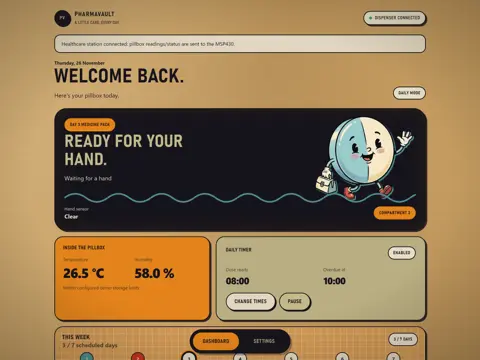 PV
PHARMAVAULT
A LITTLE CARE, EVERY DAY
DISPENSER CONNECTED
Healthcare station connected: pillbox readings/status are sent to the MSP430.
Thursday, 26 November
WELCOME BACK.
Here's your pillbox today.
DAILY MODE
DAY 5 MEDICINE PACK
READY FOR YOUR
HAND.
Waiting for a hand
Hand sensor
Clear
COMPARTMENT 5
INSIDE THE PILLBOX
Temperature
Humidity
26.5 °C
58.0 %
DAILY TIMER
ENABLED
Dose ready
Overdue at
08:00
10:00
CHANGE TIMES
PAUSE
THIS WEEK
5 / 7 scheduled days
DASHBOARD
SETTINGS
5 / 7 DAYS